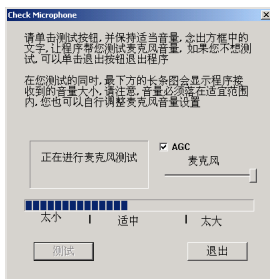 Check Microphone
请单击测试按钮, 并保持适当音量, 念出方框中的
文字, 让程序帮您测试麦克风音量, 如果您不想测
试, 可以单击退出按钮退出程序
在您测试的同时, 最下方的长条图会显示程序接
收到的音量大小, 请注意, 音量必须落在适宜范围
内, 您也可以自行调整麦克风音量设置
正在进行麦克风测试
AGC
麦克风
太小
适中
太大
测试
退出